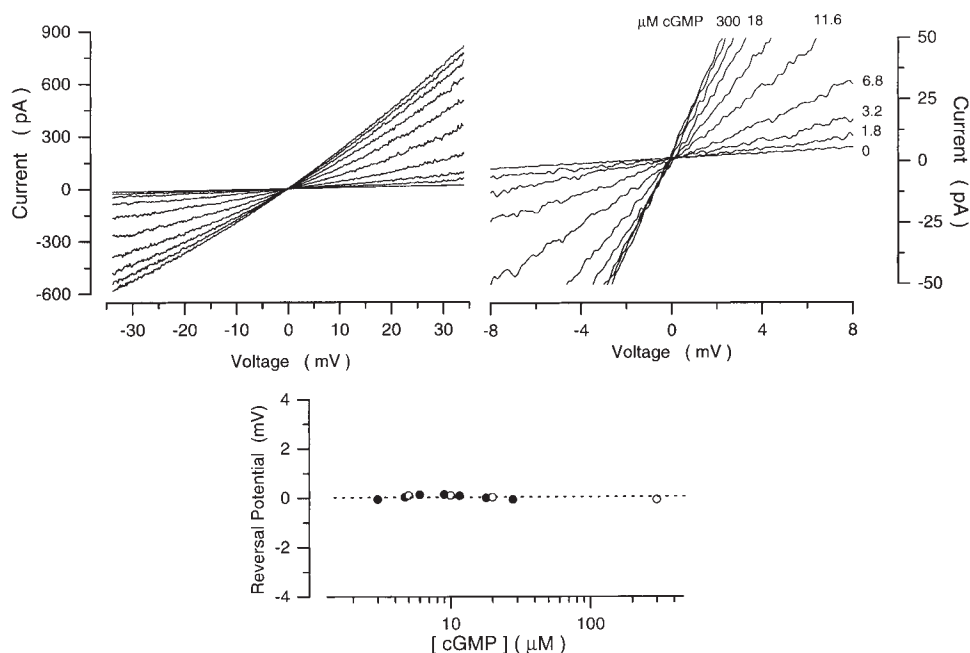 900
600
300
0
-300
-600
Current ( pA )
-30 -20 -10 0 10 20 30
Voltage ( mV )
μM cGMP 300 18 11.6
6.8
3.2
1.8
0
50
25
0
-25
-50
Current ( pA )
-8 -4 0 4 8
Voltage ( mV )
4
2
0
-2
-4
Reversal Potential (mV)
10 100
[ cGMP ] ( μM )